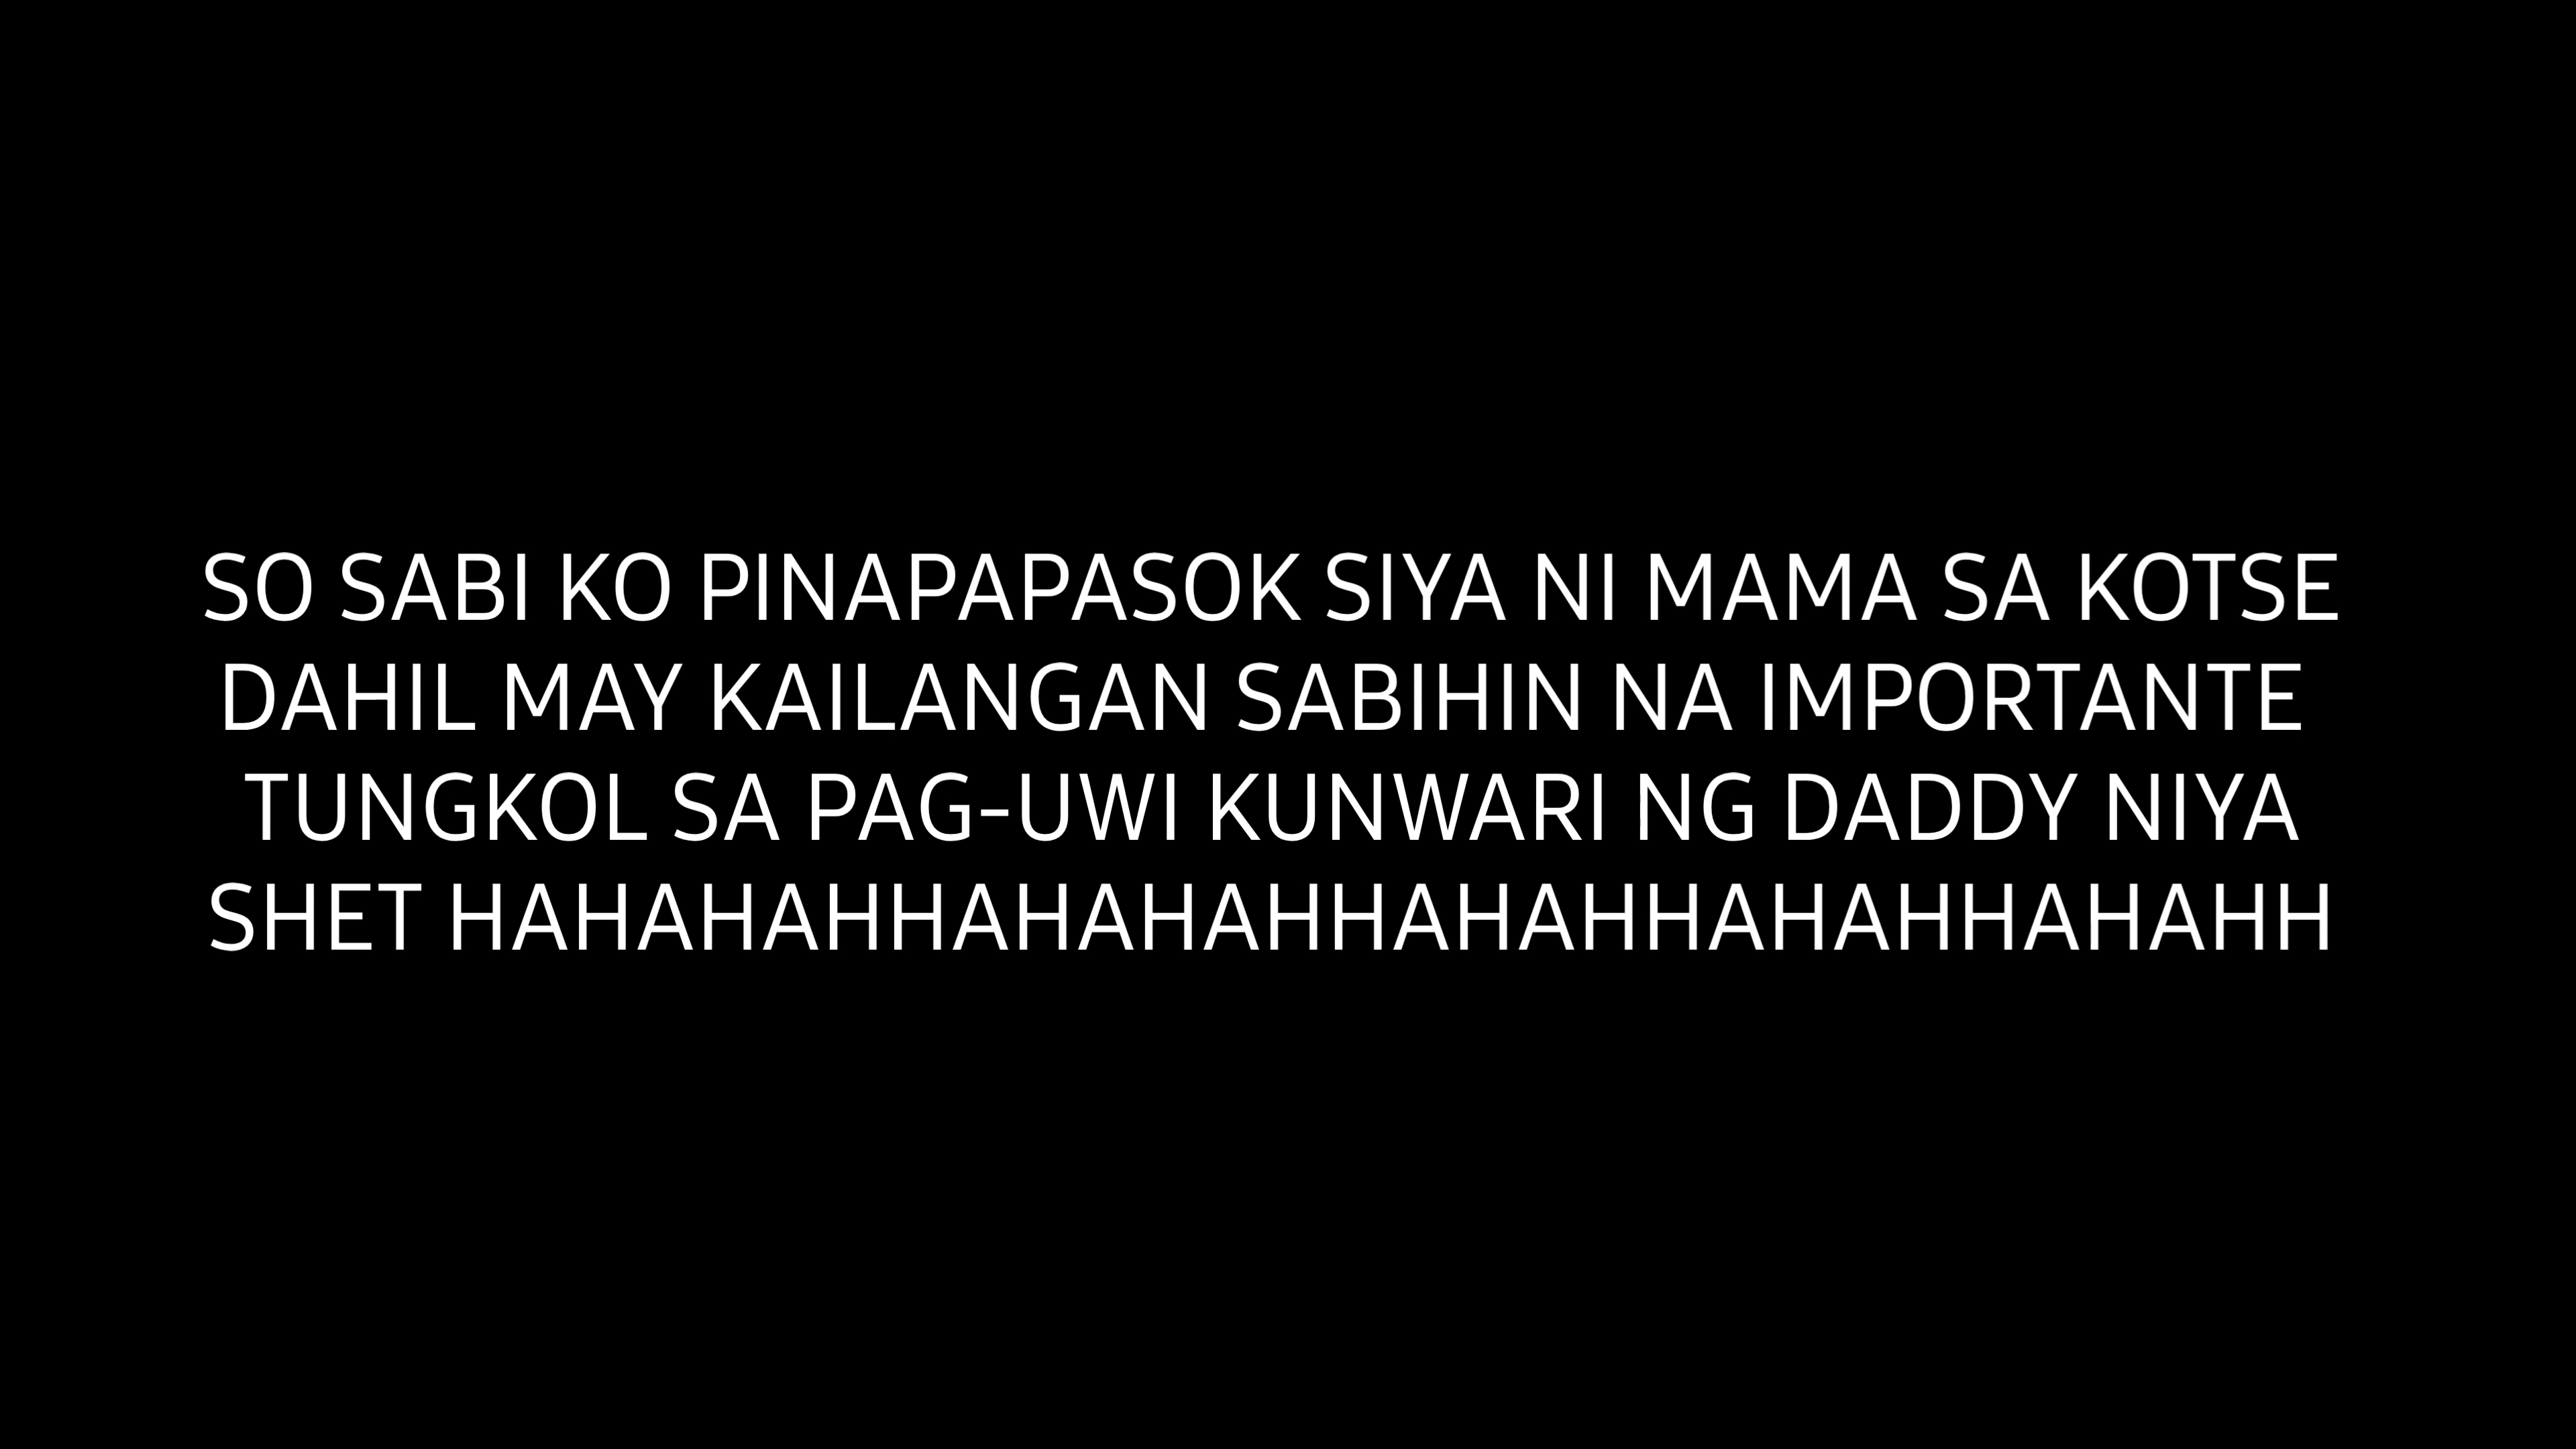 SO SABI KO PINAPAPASOK SIYA NI MAMA SA KOTSE
DAHIL MAY KAILANGAN SABIHIN NA IMPORTANTE
TUNGKOL SA PAG-UWI KUNWARI NG DADDY NIYA
SHET HAHAHAHHAHAHAHHAHAHHAHAHHAHAHH